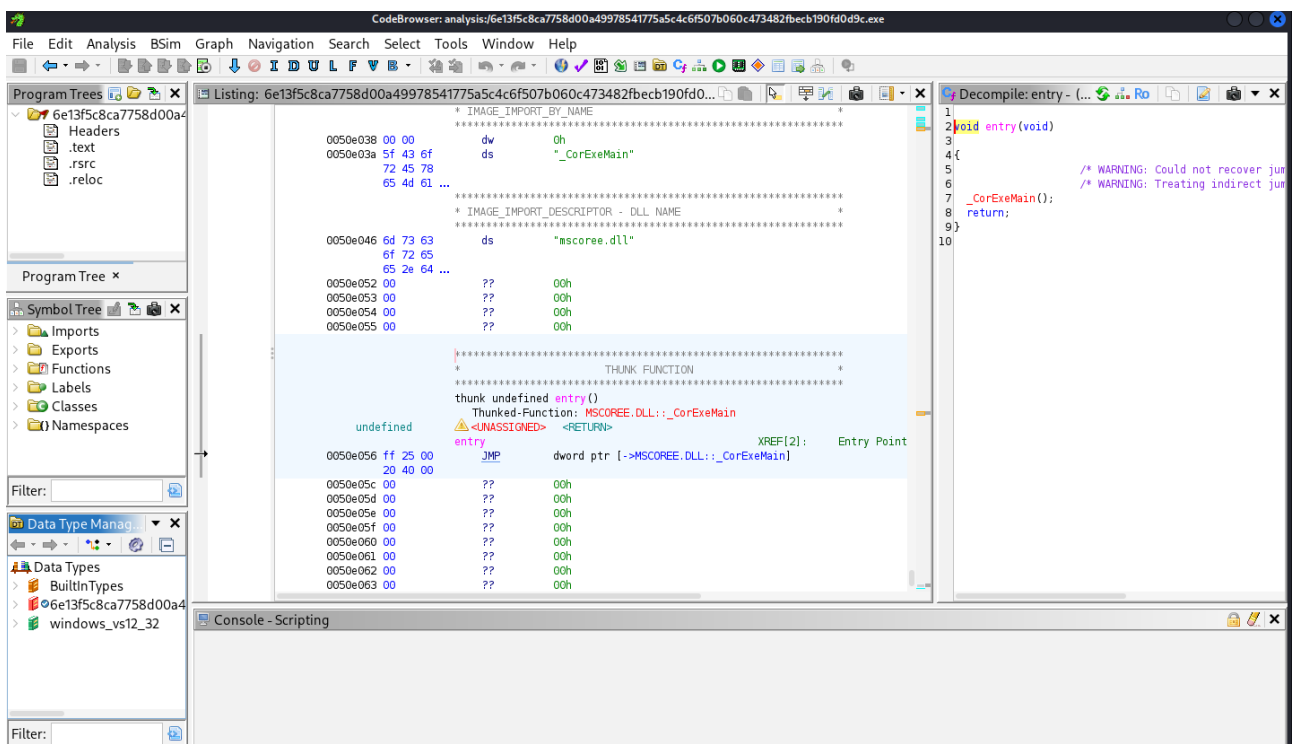 CodeBrowser: analysis:/6e13f5c8ca7758d00a49978541775a5c4c6f507b060c473482fbecb190fd0d9c.exe
File Edit Analysis BSim Graph Navigation Search Select Tools Window Help
I D U L F V B
Program Trees
6e13f5c8ca7758d00a4
Headers
.text
.rsrc
.reloc
Program Tree ×
Symbol Tree
Imports
Exports
Functions
Labels
Classes
Namespaces
Filter:
Data Type Manag...
Data Types
BuiltInTypes
6e13f5c8ca7758d00a4
windows_vs12_32
Filter:
Listing: 6e13f5c8ca7758d00a49978541775a5c4c6f507b060c473482fbecb190fd0...
* IMAGE_IMPORT_BY_NAME *
**************************************************************
0050e038 00 00 dw 0h
0050e03a 5f 43 6f ds "_CorExeMain"
72 45 78
65 4d 61 ...
**************************************************************
* IMAGE_IMPORT_DESCRIPTOR - DLL NAME *
**************************************************************
0050e046 6d 73 63 ds "mscoree.dll"
6f 72 65
65 2e 64 ...
0050e052 00 ?? 00h
0050e053 00 ?? 00h
0050e054 00 ?? 00h
0050e055 00 ?? 00h
**************************************************************
* THUNK FUNCTION *
**************************************************************
thunk undefined entry()
Thunked-Function: MSCOREE.DLL::_CorExeMain
undefined <UNASSIGNED> <RETURN>
entry XREF[2]: Entry Point
0050e056 ff 25 00 JMP dword ptr [->MSCOREE.DLL::_CorExeMain]
20 40 00
0050e05c 00 ?? 00h
0050e05d 00 ?? 00h
0050e05e 00 ?? 00h
0050e05f 00 ?? 00h
0050e060 00 ?? 00h
0050e061 00 ?? 00h
0050e062 00 ?? 00h
0050e063 00 ?? 00h
Decompile: entry - (... Ro
1
2 void entry(void)
3
4 {
5 /* WARNING: Could not recover jum
6 /* WARNING: Treating indirect jum
7 _CorExeMain();
8 return;
9 }
10
Console - Scripting